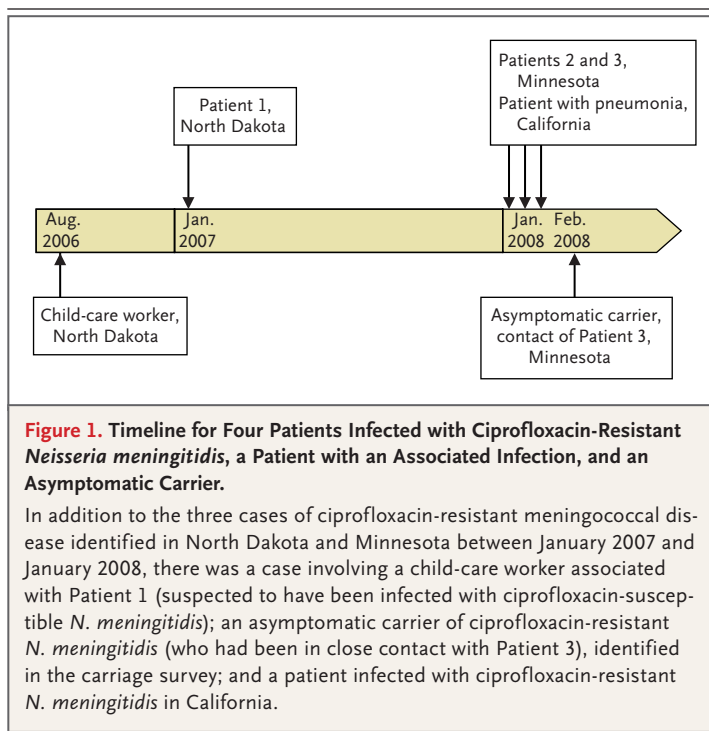 Patients 2 and 3,
Minnesota
Patient with pneumonia,
California
Patient 1,
North Dakota
Aug.
2006
Jan.
2007
Jan.
2008
Feb.
2008
Child-care worker,
North Dakota
Asymptomatic carrier,
contact of Patient 3,
Minnesota
Figure 1. Timeline for Four Patients Infected with Ciprofloxacin-Resistant
Neisseria meningitidis, a Patient with an Associated Infection, and an
Asymptomatic Carrier.
In addition to the three cases of ciprofloxacin-resistant meningococcal dis-
ease identified in North Dakota and Minnesota between January 2007 and
January 2008, there was a case involving a child-care worker associated
with Patient 1 (suspected to have been infected with ciprofloxacin-suscep-
tible N. meningitidis); an asymptomatic carrier of ciprofloxacin-resistant
N. meningitidis (who had been in close contact with Patient 3), identified
in the carriage survey; and a patient infected with ciprofloxacin-resistant
N. meningitidis in California.